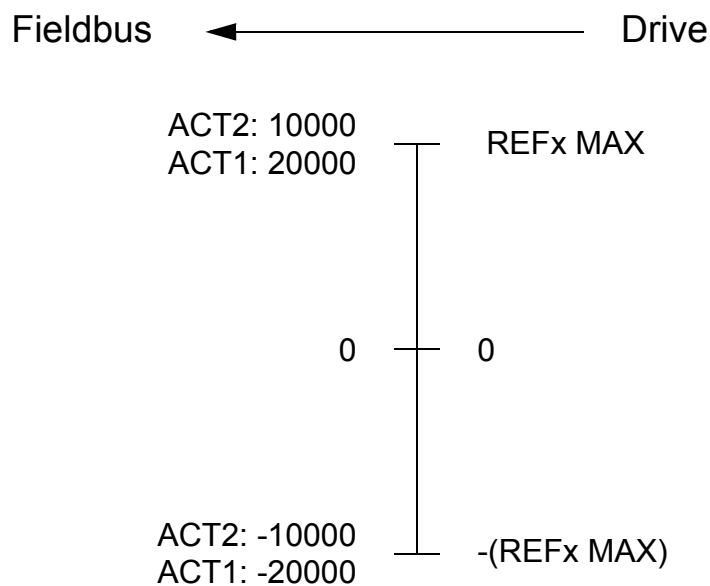 Fieldbus Drive
ACT2: 10000
ACT1: 20000
REFx MAX
0 0
ACT2: -10000
ACT1: -20000
-(REFx MAX)